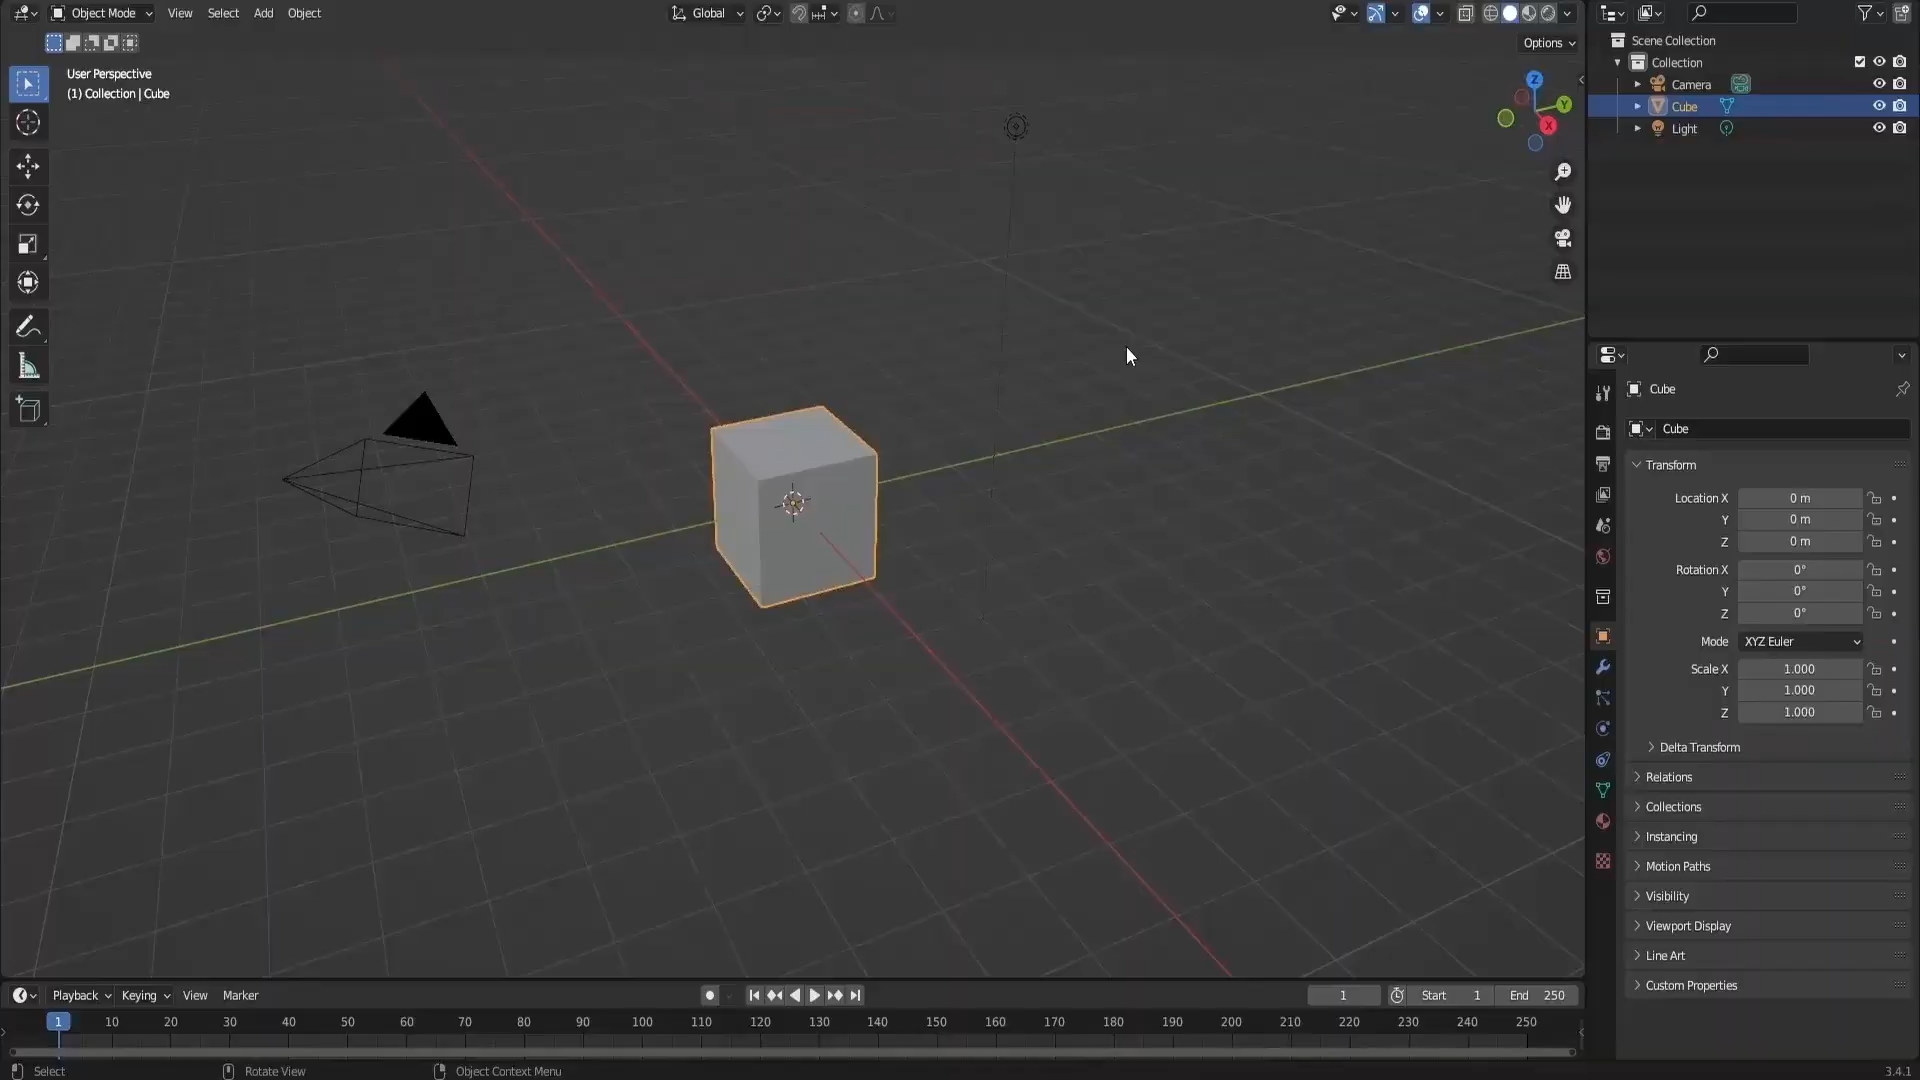 Object Mode View Select Add Object Global
Options
User Perspective
(1) Collection | Cube
Z
Y
X
Scene Collection
Collection
Camera
Cube
Light
Cube
Cube
Transform
Location X 0 m
Y 0 m
Z 0 m
Rotation X 0°
Y 0°
Z 0°
Mode XYZ Euler
Scale X 1.000
Y 1.000
Z 1.000
Delta Transform
Relations
Collections
Instancing
Motion Paths
Visibility
Viewport Display
Line Art
Custom Properties
Playback Keying View Marker 1 Start 1 End 250
1 10 20 30 40 50 60 70 80 90 100 110 120 130 140 150 160 170 180 190 200 210 220 230 240 250
Select Rotate View Object Context Menu 3.4.1